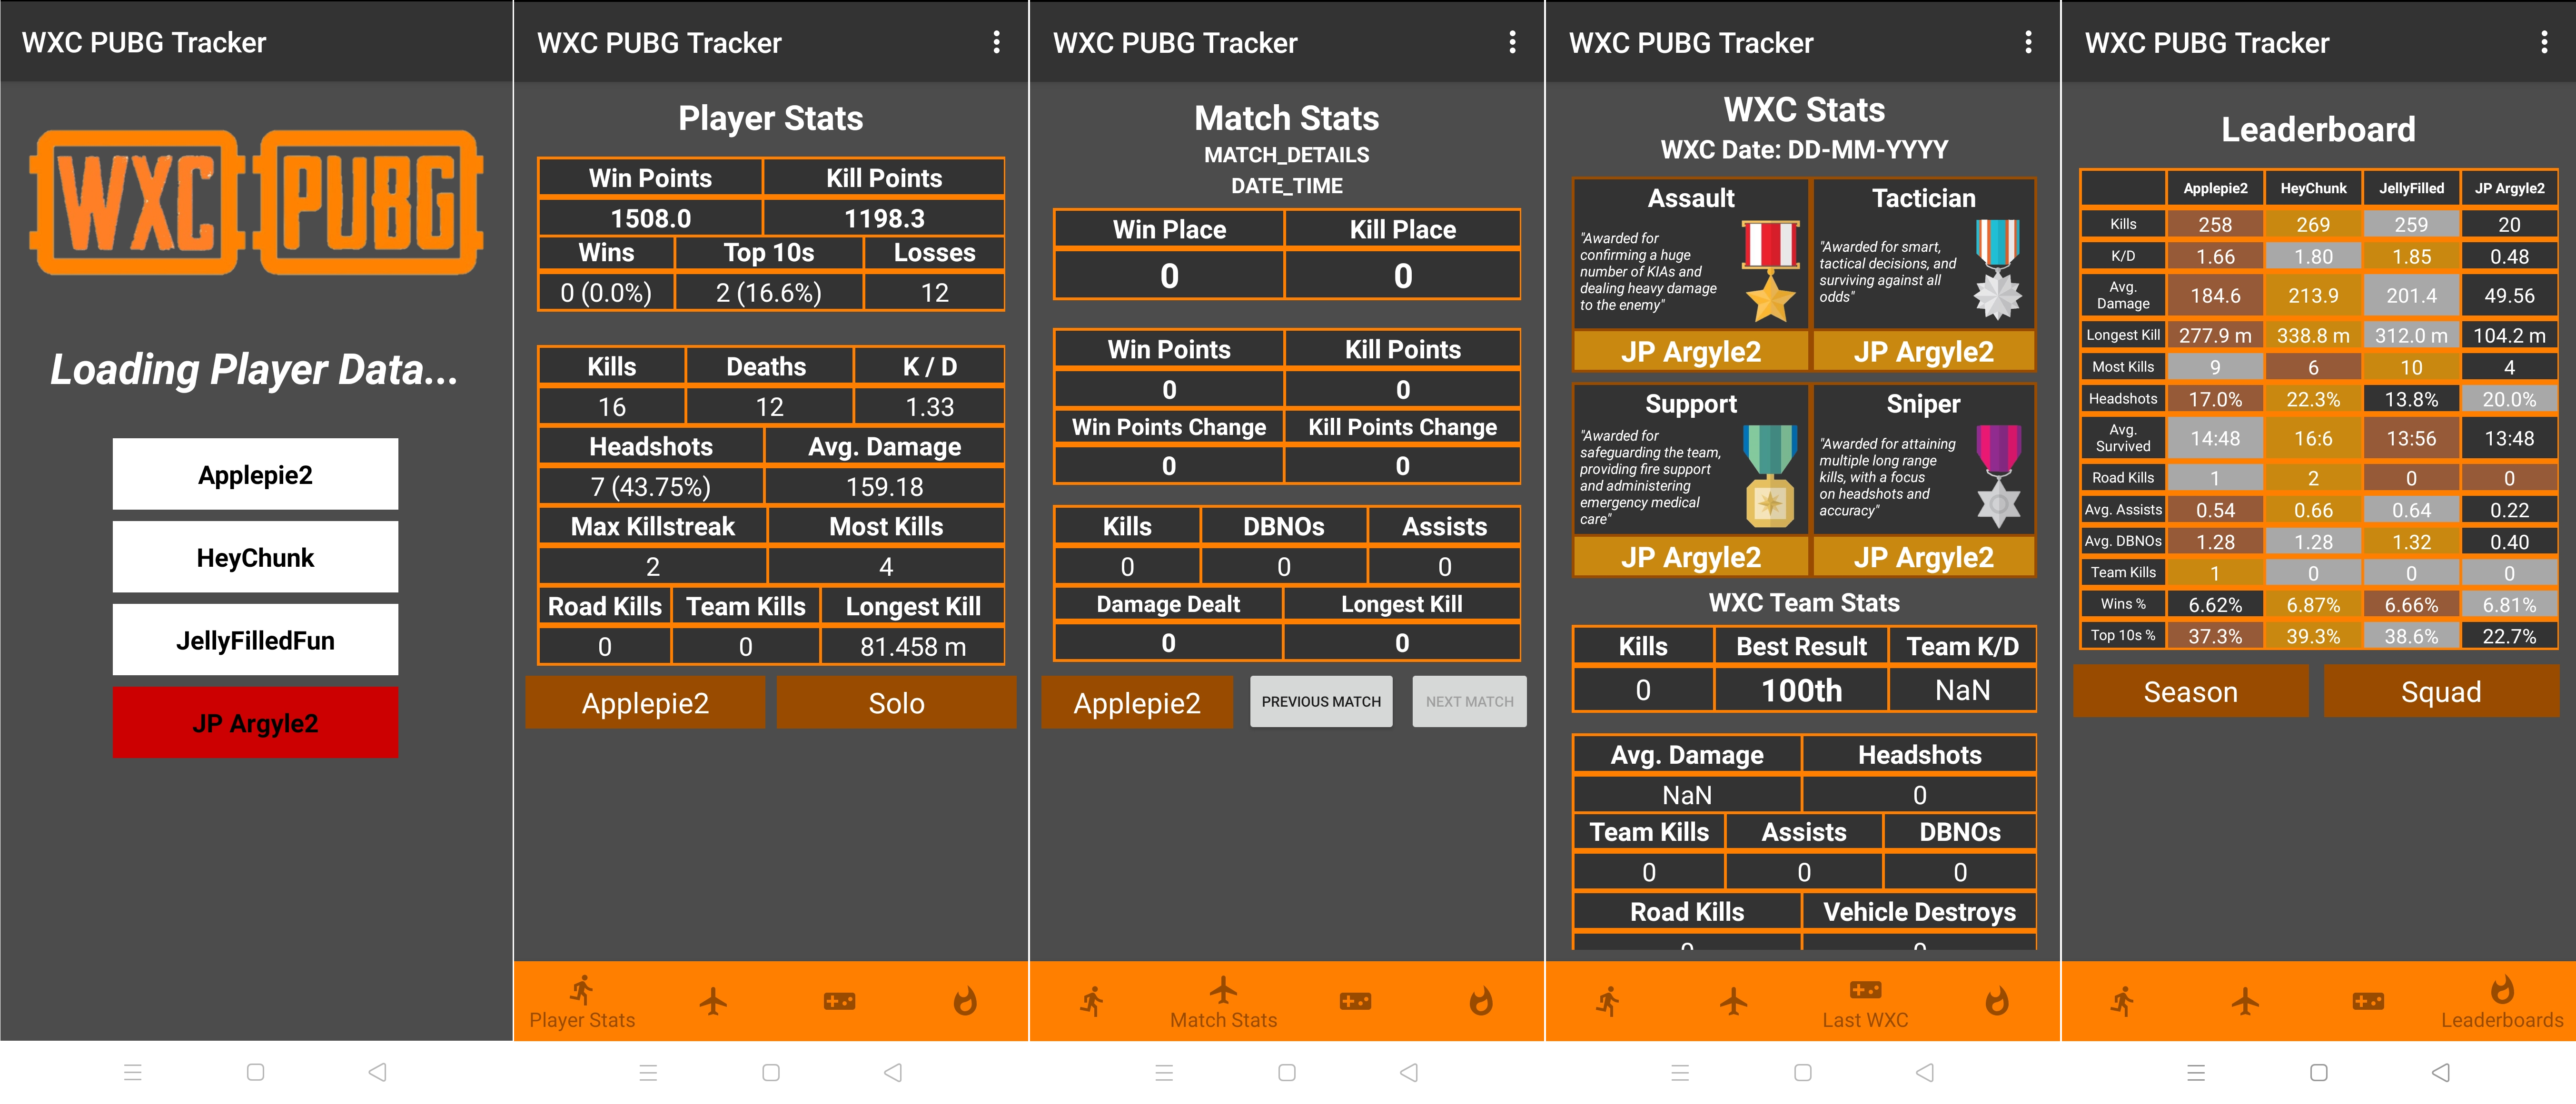 WXC PUBG Tracker
WXC PUBG
Loading Player Data...
Applepie2
HeyChunk
JellyFilledFun
JP Argyle2
WXC PUBG Tracker
Player Stats
Win Points Kill Points
1508.0 1198.3
Wins Top 10s Losses
0 (0.0%) 2 (16.6%) 12
Kills Deaths K / D
16 12 1.33
Headshots Avg. Damage
7 (43.75%) 159.18
Max Killstreak Most Kills
2 4
Road Kills Team Kills Longest Kill
0 0 81.458 m
Applepie2 Solo
Player Stats
WXC PUBG Tracker
Match Stats
MATCH_DETAILS
DATE_TIME
Win Place Kill Place
0 0
Win Points Kill Points
0 0
Win Points Change Kill Points Change
0 0
Kills DBNOs Assists
0 0 0
Damage Dealt Longest Kill
0 0
Applepie2 PREVIOUS MATCH NEXT MATCH
Match Stats
WXC PUBG Tracker
WXC Stats
WXC Date: DD-MM-YYYY
Assault
"Awarded for
confirming a huge
number of KIAs and
dealing heavy damage
to the enemy"
JP Argyle2
Tactician
"Awarded for smart,
tactical decisions, and
surviving against all
odds"
JP Argyle2
Support
"Awarded for
safeguarding the team,
providing fire support
and administering
emergency medical
care"
JP Argyle2
Sniper
"Awarded for attaining
multiple long range
kills, with a focus
on headshots and
accuracy"
JP Argyle2
WXC Team Stats
Kills Best Result Team K/D
0 100th NaN
Avg. Damage Headshots
NaN 0
Team Kills Assists DBNOs
0 0 0
Road Kills Vehicle Destroys
0 0
Last WXC
WXC PUBG Tracker
Leaderboard
Applepie2 HeyChunk JellyFilled JP Argyle2
Kills 258 269 259 20
K/D 1.66 1.80 1.85 0.48
Avg. Damage 184.6 213.9 201.4 49.56
Longest Kill 277.9 m 338.8 m 312.0 m 104.2 m
Most Kills 9 6 10 4
Headshots 17.0% 22.3% 13.8% 20.0%
Avg. Survived 14:48 16:6 13:56 13:48
Road Kills 1 2 0 0
Avg. Assists 0.54 0.66 0.64 0.22
Avg. DBNOs 1.28 1.28 1.32 0.40
Team Kills 1 0 0 0
Wins % 6.62% 6.87% 6.66% 6.81%
Top 10s % 37.3% 39.3% 38.6% 22.7%
Season Squad
Leaderboards